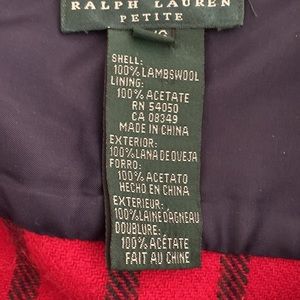 RALPH LAUREN
PETITE
SHELL:
100% LAMBSWOOL
LINING:
100% ACETATE
RN 54050
CA 08349
MADE IN CHINA
EXTERIOR:
100% LANA DE OVEJA
FORRO:
100% ACETATO
HECHO EN CHINA
EXTERIEUR:
100% LAINE D'AGNEAU
DOUBLURE:
100% ACÉTATE
FAIT AU CHINE